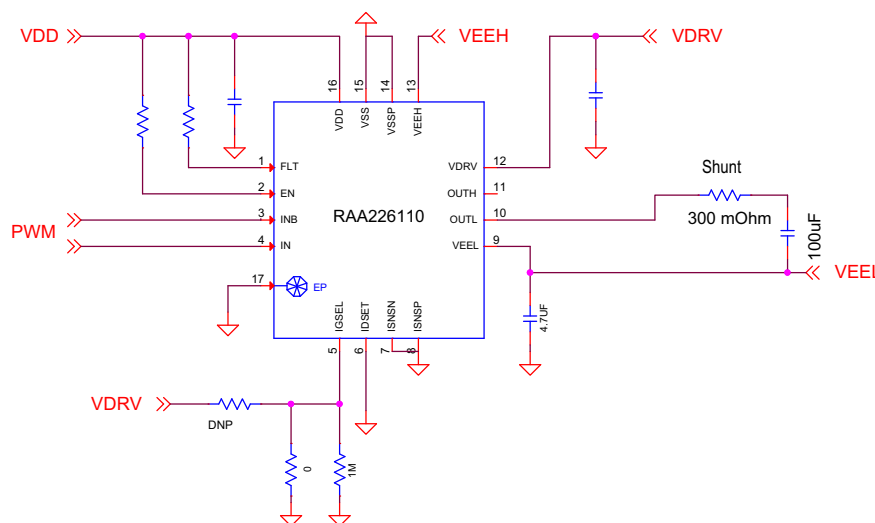 VDD
VEEH
VDRV
16
15
14
13
VDD
VSS
VSSP
VEEH
1
FLT
VDRV
12
2
EN
OUTH
11
3
INB
RAA226110
OUTL
10
4
IN
VEEL
9
PWM
17
EP
Shunt
300 mOhm
100uF
VEEL
4.7UF
IGSEL
IDSET
ISNSN
ISNSP
5
6
7
8
VDRV
DNP
0
1M